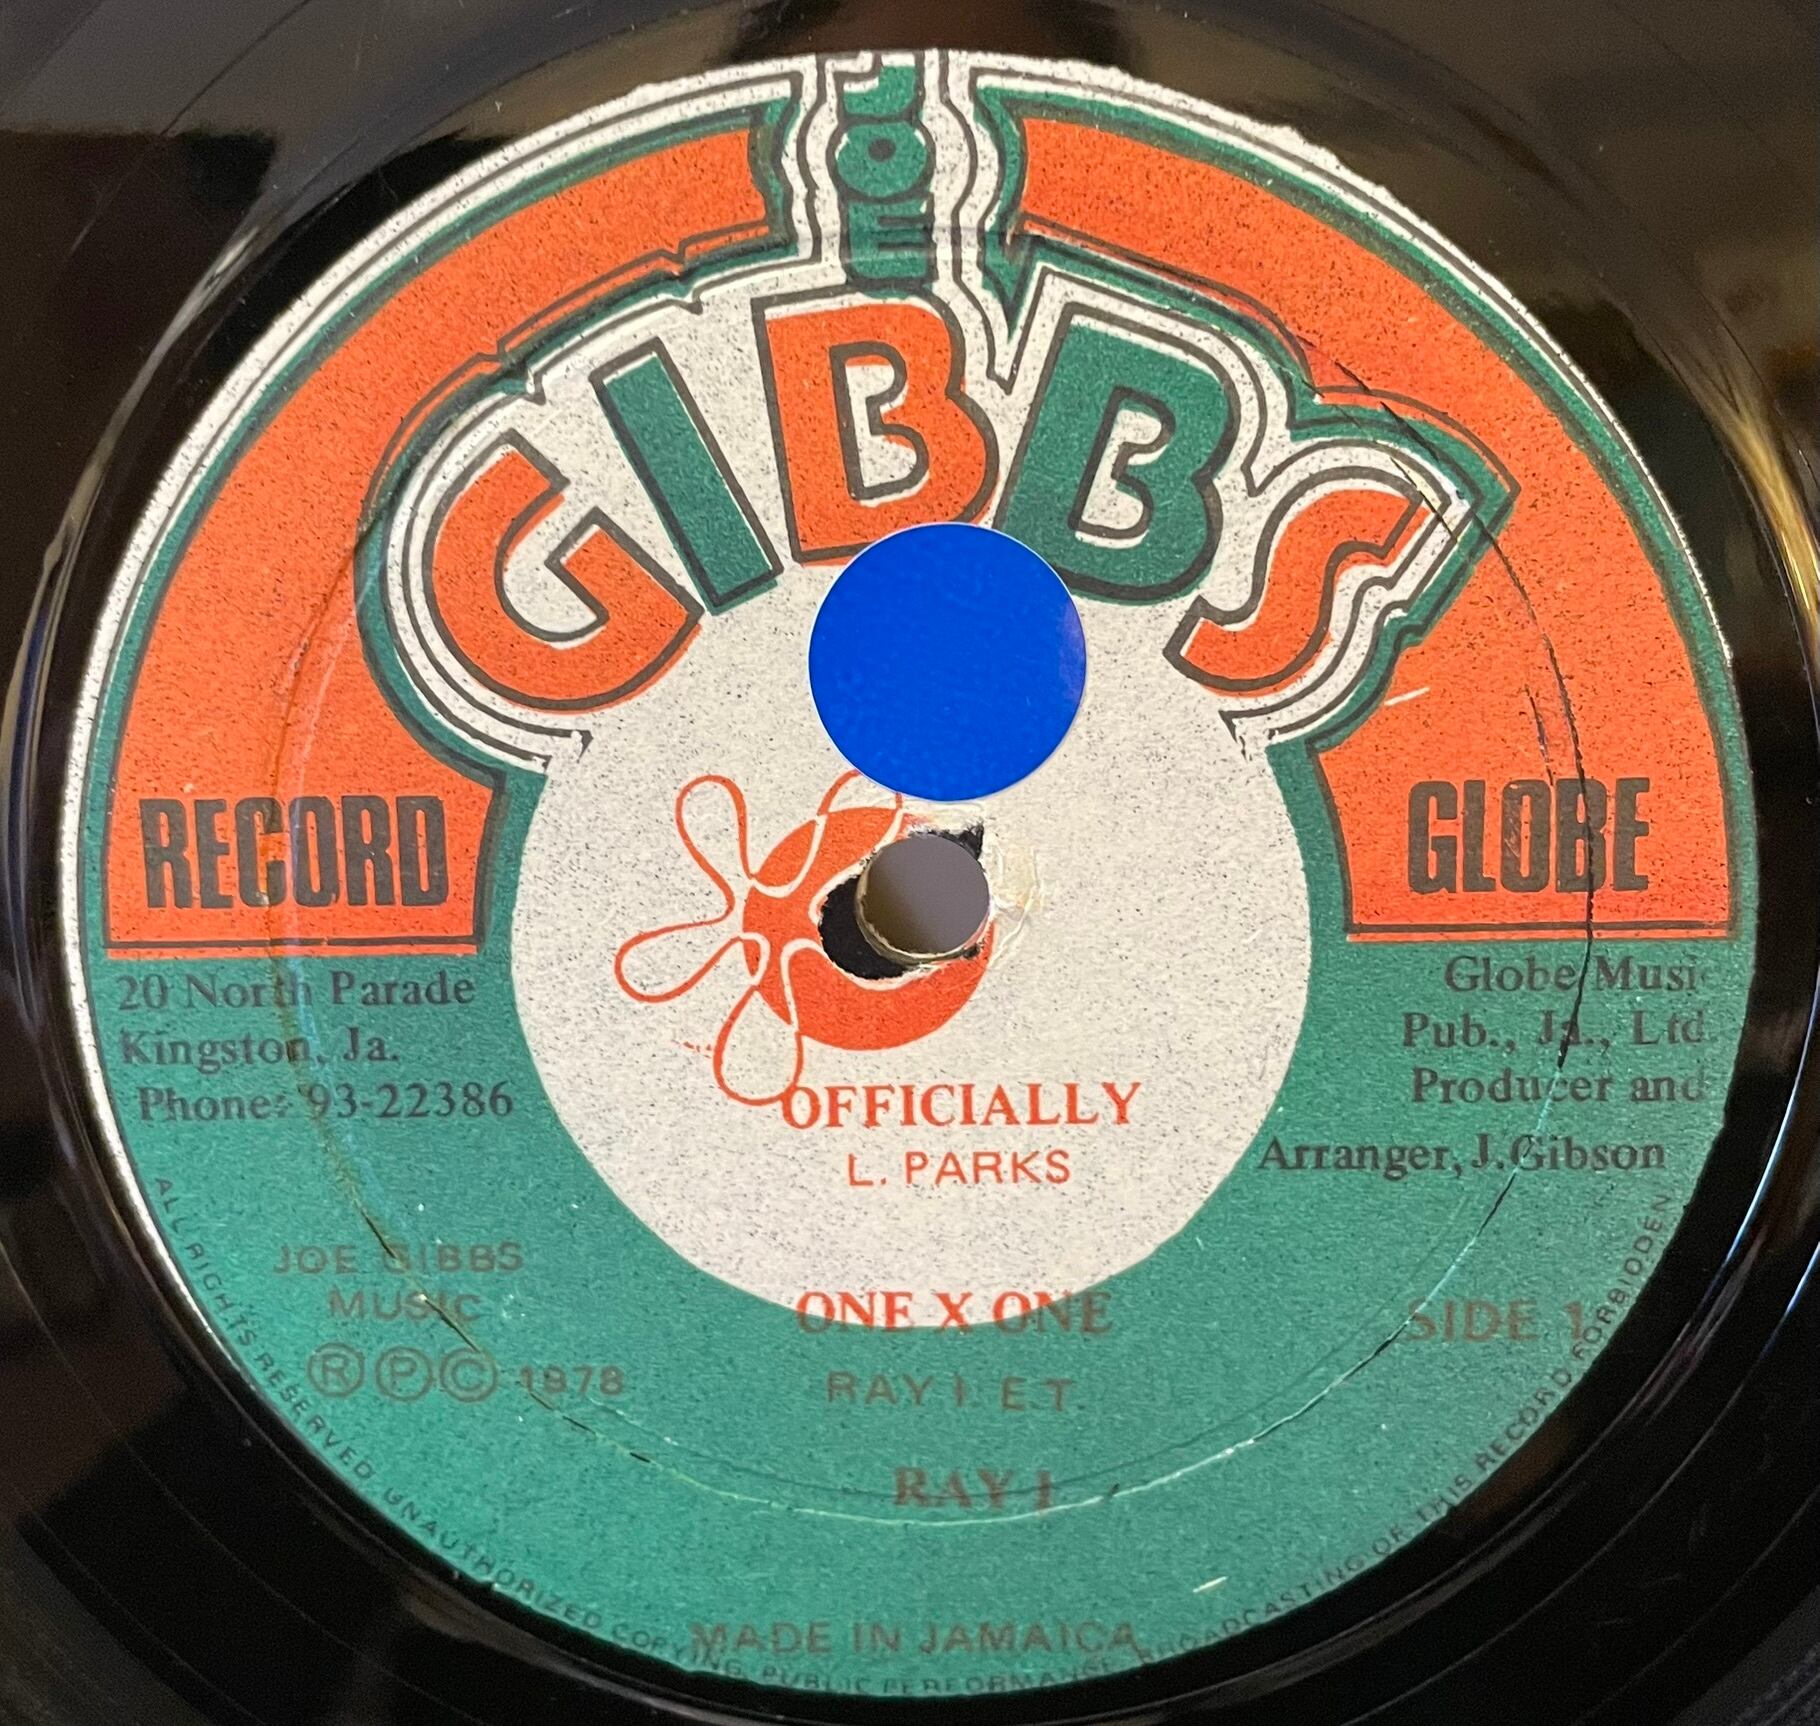 JOE
GIBBS
RECORD
GLOBE
20 North Parade
Kingston, Ja.
Phone: 93-22386
Globe Musi
Pub., Ja., Ltd.
Producer and
Arranger, J. Gibson
OFFICIALLY
L. PARKS
JOE GIBBS
MUSIC
ⓇⓅⒸ 1978
ONE X ONE
RAY I. E.T.
RAY I
SIDE 1
MADE IN JAMAICA
ALL RIGHTS RESERVED. UNAUTHORIZED COPYING, PUBLIC PERFORMANCE, BROADCASTING OF THIS RECORD FORBIDDEN